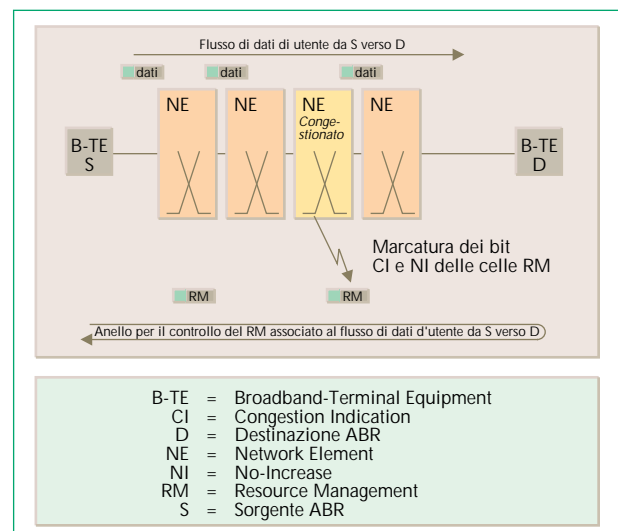 Flusso di dati di utente da S verso D
dati dati dati
NE NE NE NE
Conge-
stionato
B-TE
S
B-TE
D
Marcatura dei bit
CI e NI delle celle RM
RM RM
Anello per il controllo del RM associato al flusso di dati d'utente da S verso D
B-TE = Broadband-Terminal Equipment
CI = Congestion Indication
D = Destinazione ABR
NE = Network Element
NI = No-Increase
RM = Resource Management
S = Sorgente ABR